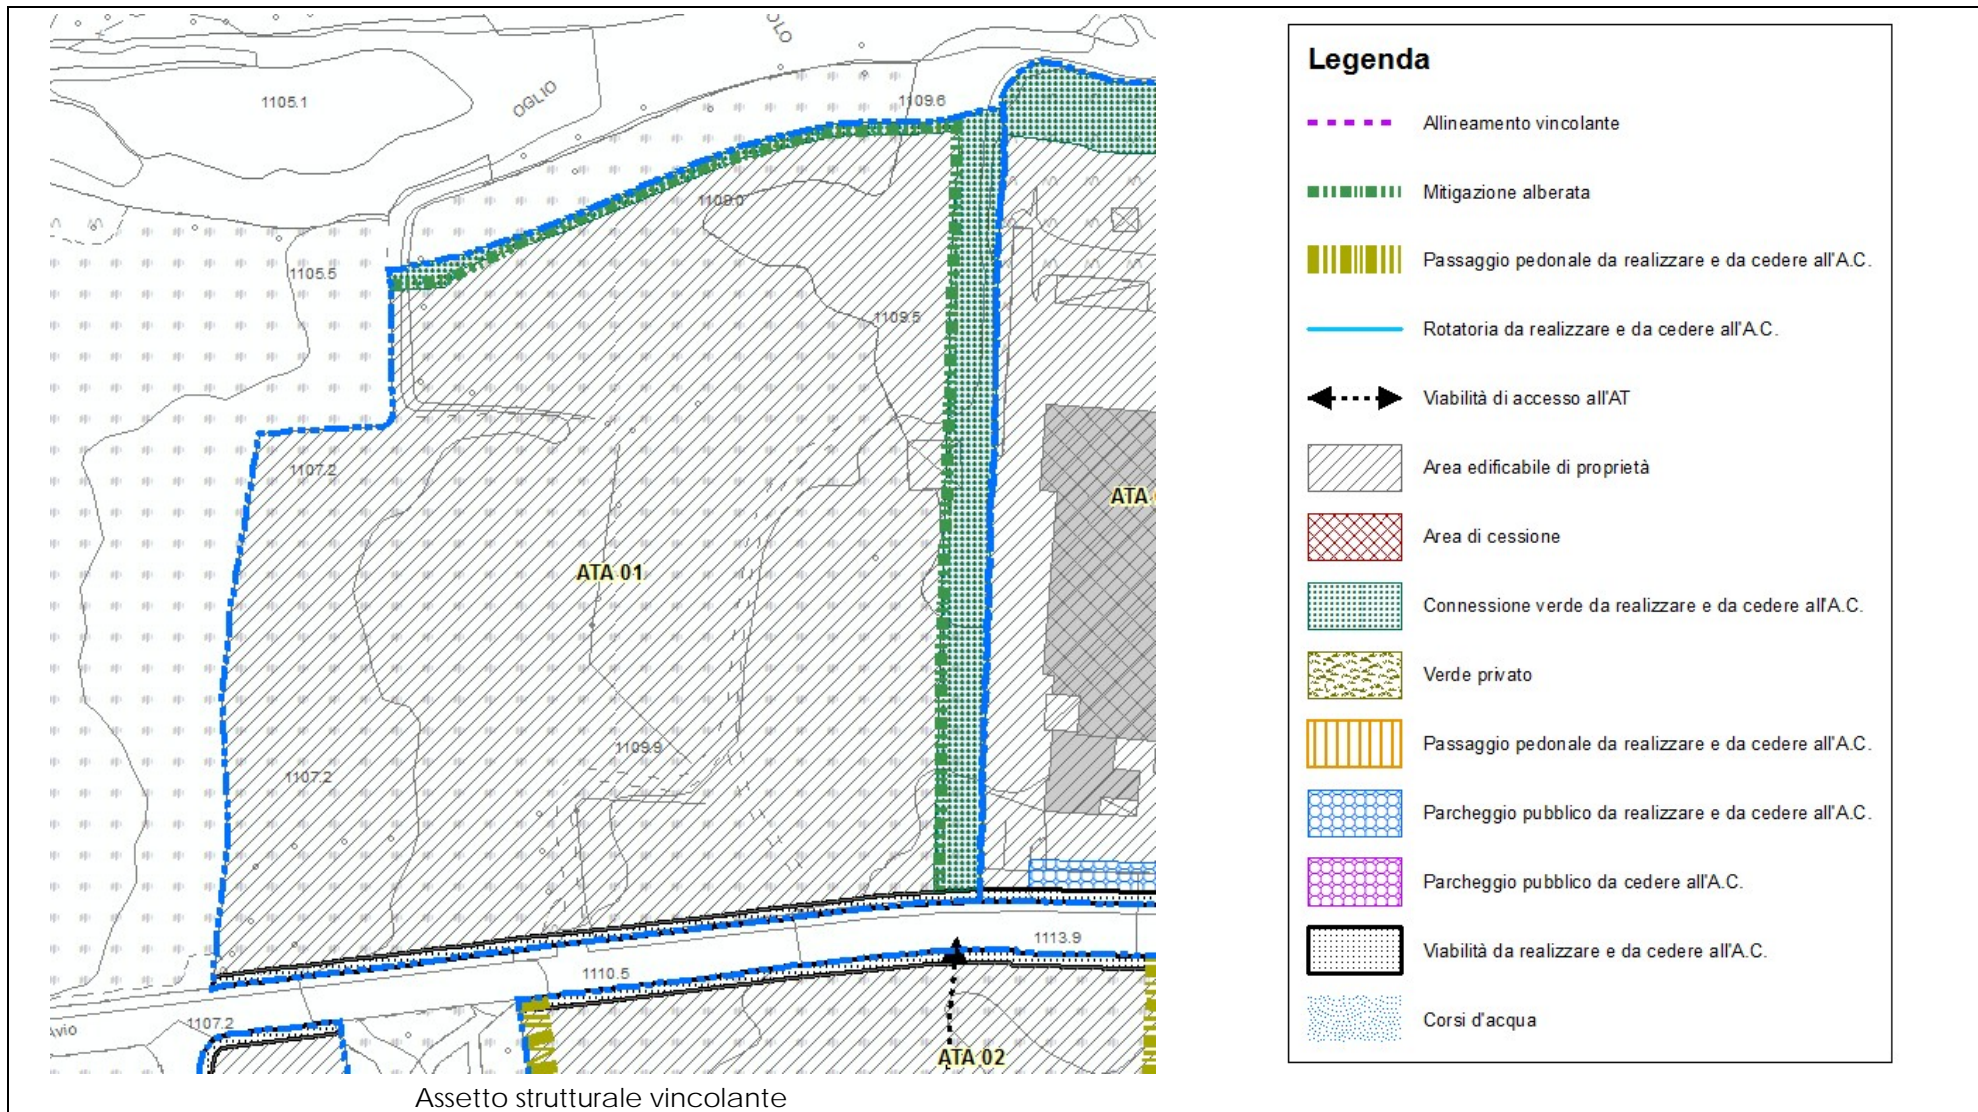 OLO
1105.1
OGLIO
1109.6
1109.0
1105.5
1109.5
1107.2
ATA
ATA 01
1109.9
1107.2
1113.9
1110.5
1107.2
Avio
ATA 02
Assetto strutturale vincolante
Legenda
Allineamento vincolante
Mitigazione alberata
Passaggio pedonale da realizzare e da cedere all'A.C.
Rotatoria da realizzare e da cedere all'A.C.
Viabilità di accesso all'AT
Area edificabile di proprietà
Area di cessione
Connessione verde da realizzare e da cedere all'A.C.
Verde privato
Passaggio pedonale da realizzare e da cedere all'A.C.
Parcheggio pubblico da realizzare e da cedere all'A.C.
Parcheggio pubblico da cedere all'A.C.
Viabilità da realizzare e da cedere all'A.C.
Corsi d'acqua